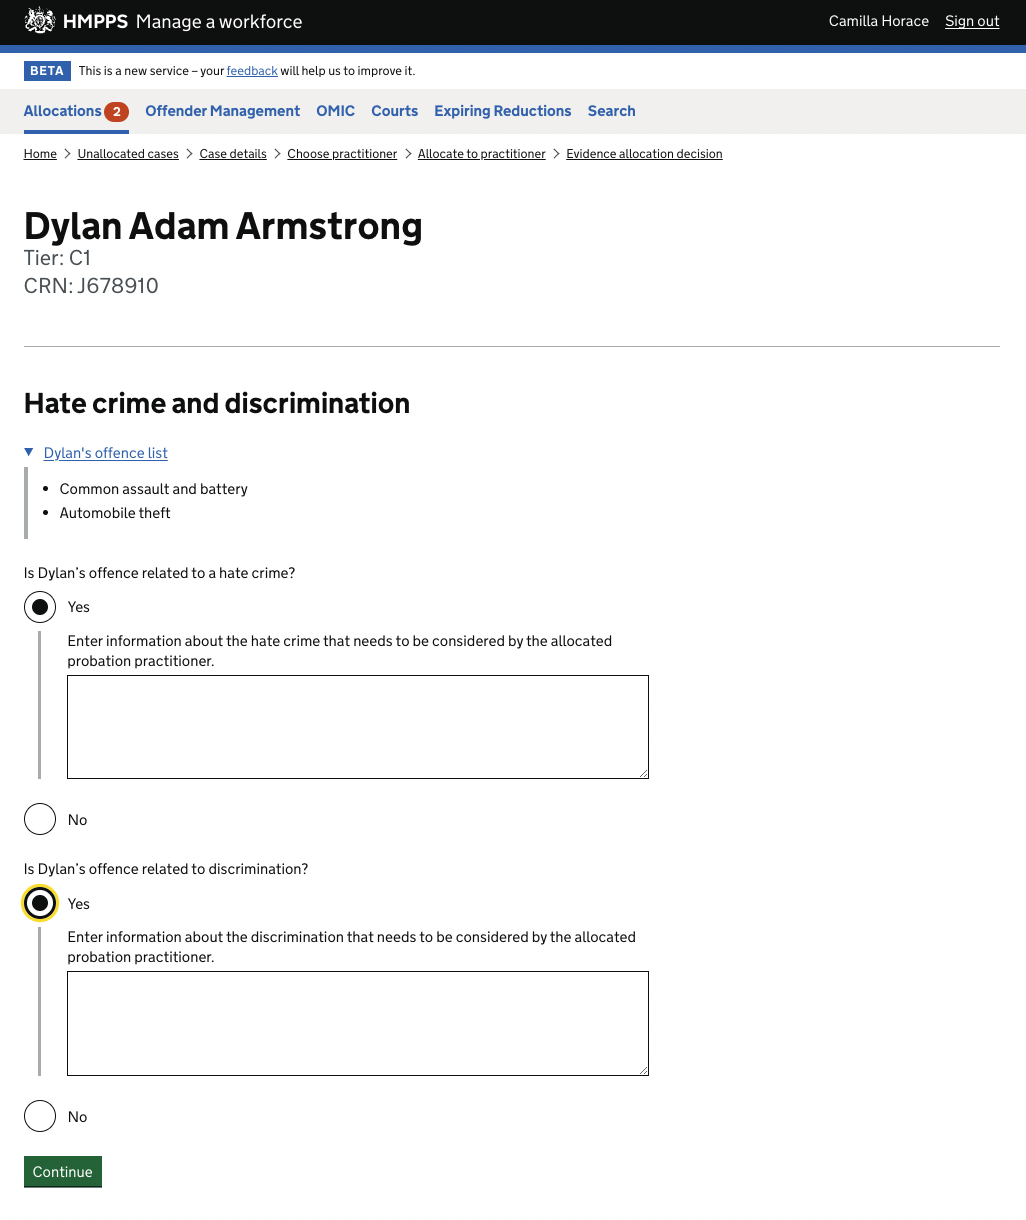 HMPPS Manage a workforce Camilla Horace Sign out
BETA This is a new service – your feedback will help us to improve it.
Allocations 2 Offender Management OMIC Courts Expiring Reductions Search
Home Unallocated cases Case details Choose practitioner Allocate to practitioner Evidence allocation decision
Dylan Adam Armstrong
Tier: C1
CRN: J678910
Hate crime and discrimination
Dylan's offence list
Common assault and battery
Automobile theft
Is Dylan's offence related to a hate crime?
Yes
Enter information about the hate crime that needs to be considered by the allocated
probation practitioner.
No
Is Dylan's offence related to discrimination?
Yes
Enter information about the discrimination that needs to be considered by the allocated
probation practitioner.
No
Continue